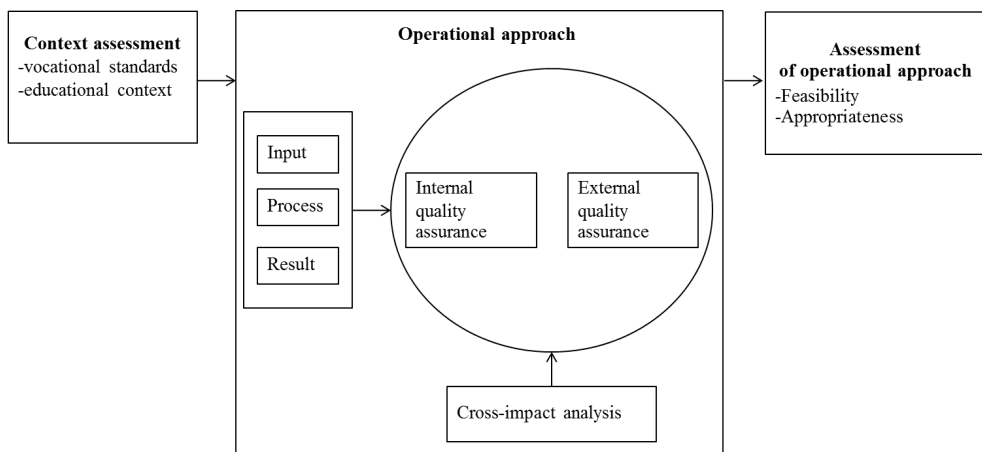 Context assessment
-vocational standards
-educational context
Operational approach
Input
Process
Result
Internal
quality
assurance
External
quality
assurance
Cross-impact analysis
Assessment
of operational approach
-Feasibility
-Appropriateness